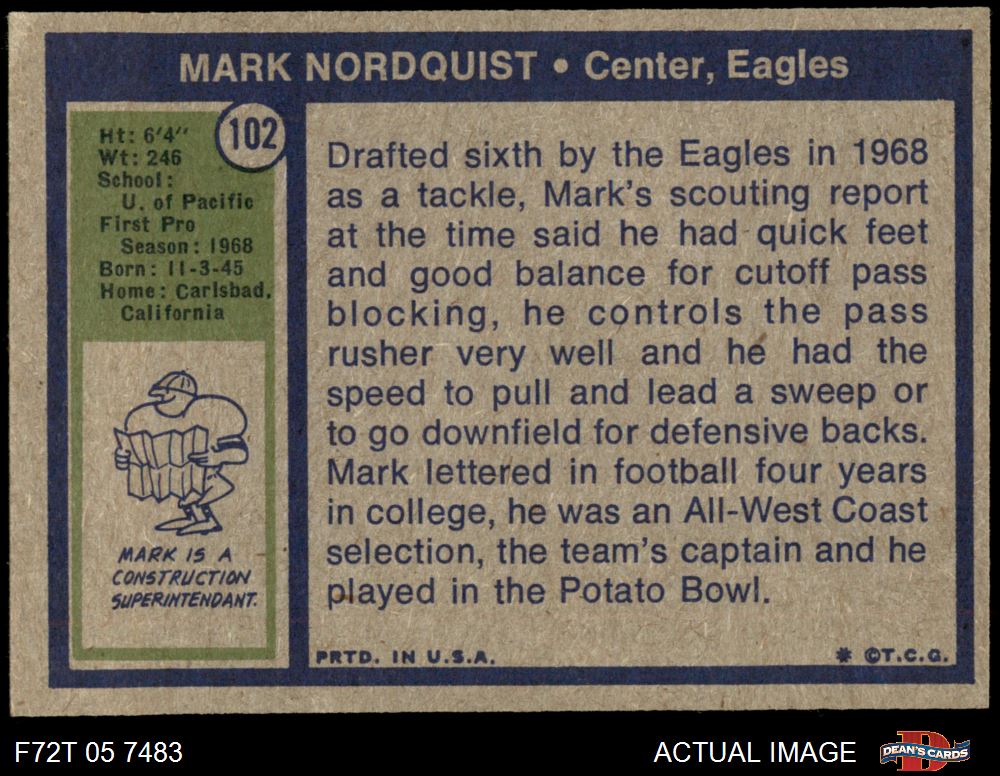 MARK NORDQUIST • Center, Eagles
102
Ht: 6'4"
Wt: 246
School:
U. of Pacific
First Pro
Season: 1968
Born: 11-3-45
Home: Carlsbad,
California
MARK IS A
CONSTRUCTION
SUPERINTENDANT.
Drafted sixth by the Eagles in 1968
as a tackle, Mark's scouting report
at the time said he had quick feet
and good balance for cutoff pass
blocking, he controls the pass
rusher very well and he had the
speed to pull and lead a sweep or
to go downfield for defensive backs.
Mark lettered in football four years
in college, he was an All-West Coast
selection, the team's captain and he
played in the Potato Bowl.
PRTD. IN U.S.A.
* ©T.C.G.
F72T 05 7483
ACTUAL IMAGE
D
DEAN'S CARDS